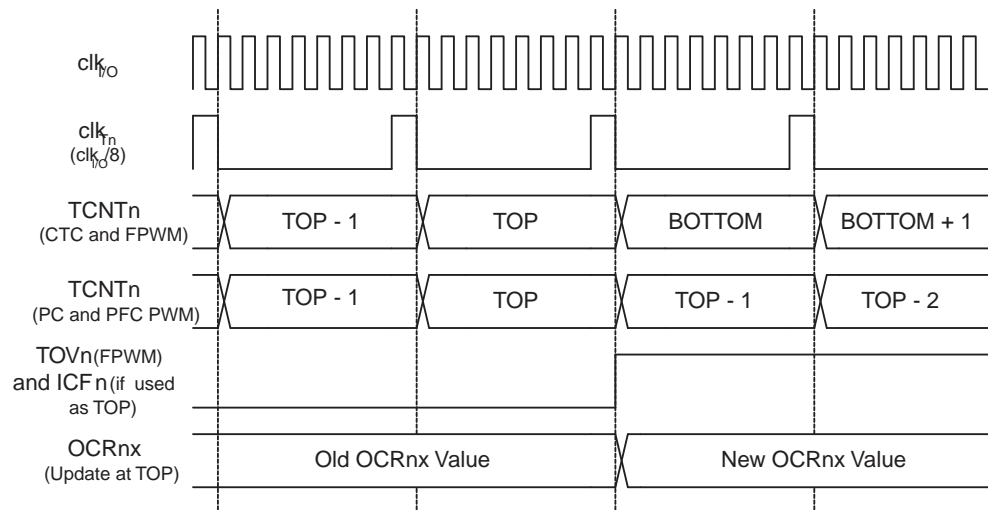 clkI/O
clkTn
(clkI/O/8)
TCNTn
(CTC and FPWM)
TOP - 1
TOP
BOTTOM
BOTTOM + 1
TCNTn
(PC and PFC PWM)
TOP - 1
TOP
TOP - 1
TOP - 2
TOVn (FPWM)
and ICFn (if used
as TOP)
OCRnx
(Update at TOP)
Old OCRnx Value
New OCRnx Value